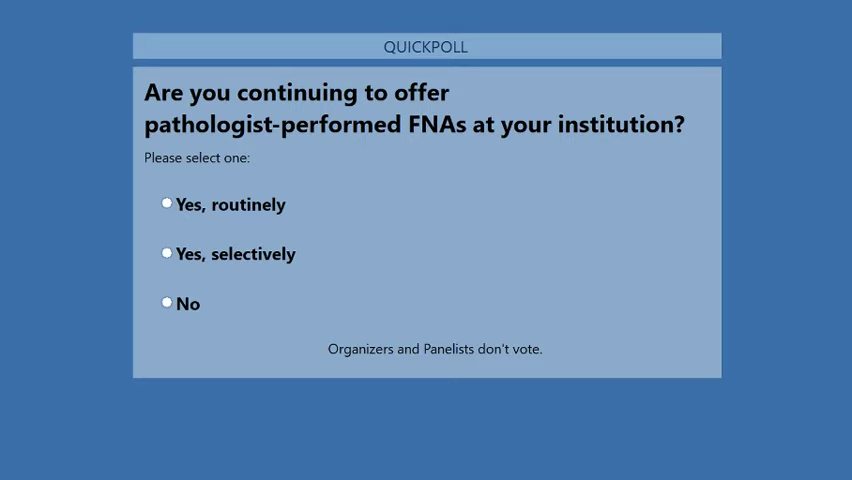 QUICKPOLL
Are you continuing to offer
pathologist-performed FNAs at your institution?
Please select one:
Yes, routinely
Yes, selectively
No
Organizers and Panelists don't vote.